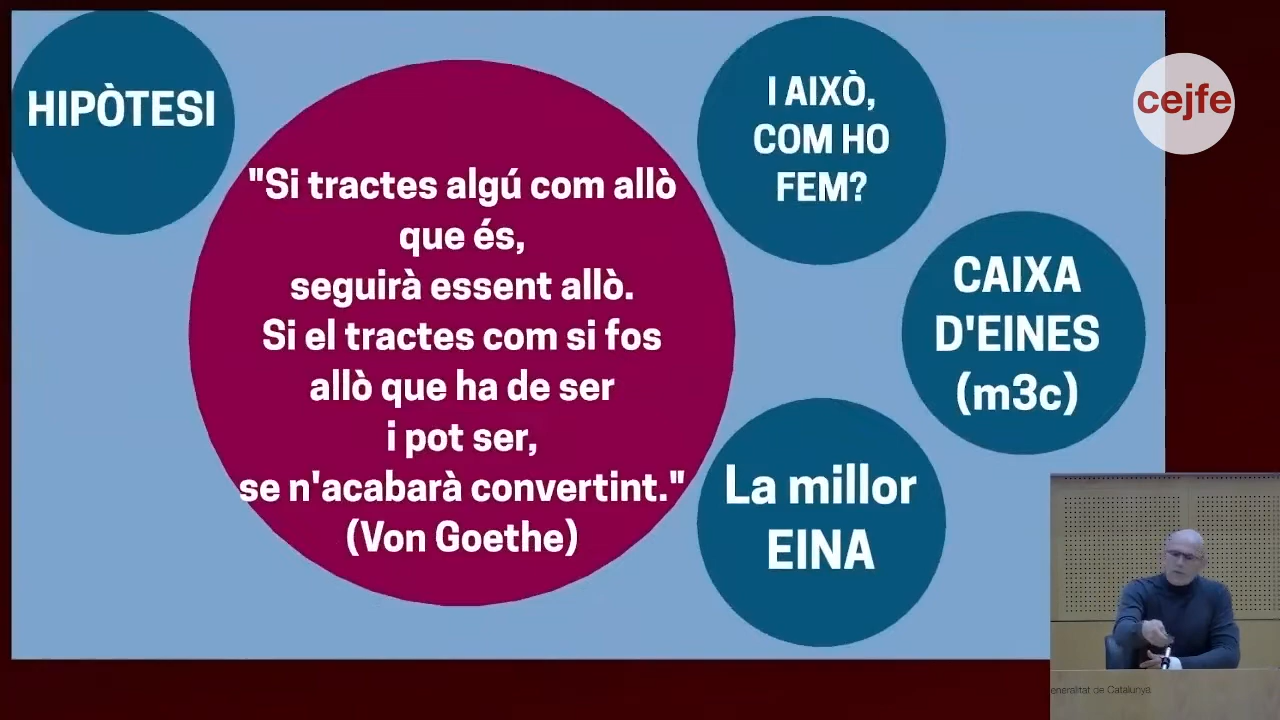 HIPÒTESI
"Si tractes algú com allò
que és,
seguirà essent allò.
Si el tractes com si fos
allò que ha de ser
i pot ser,
se n'acabarà convertint."
(Von Goethe)
I AIXÒ,
COM HO
FEM?
CAIXA
D'EINES
(m3c)
La millor
EINA
cejfe
eneralitat de Catalunya